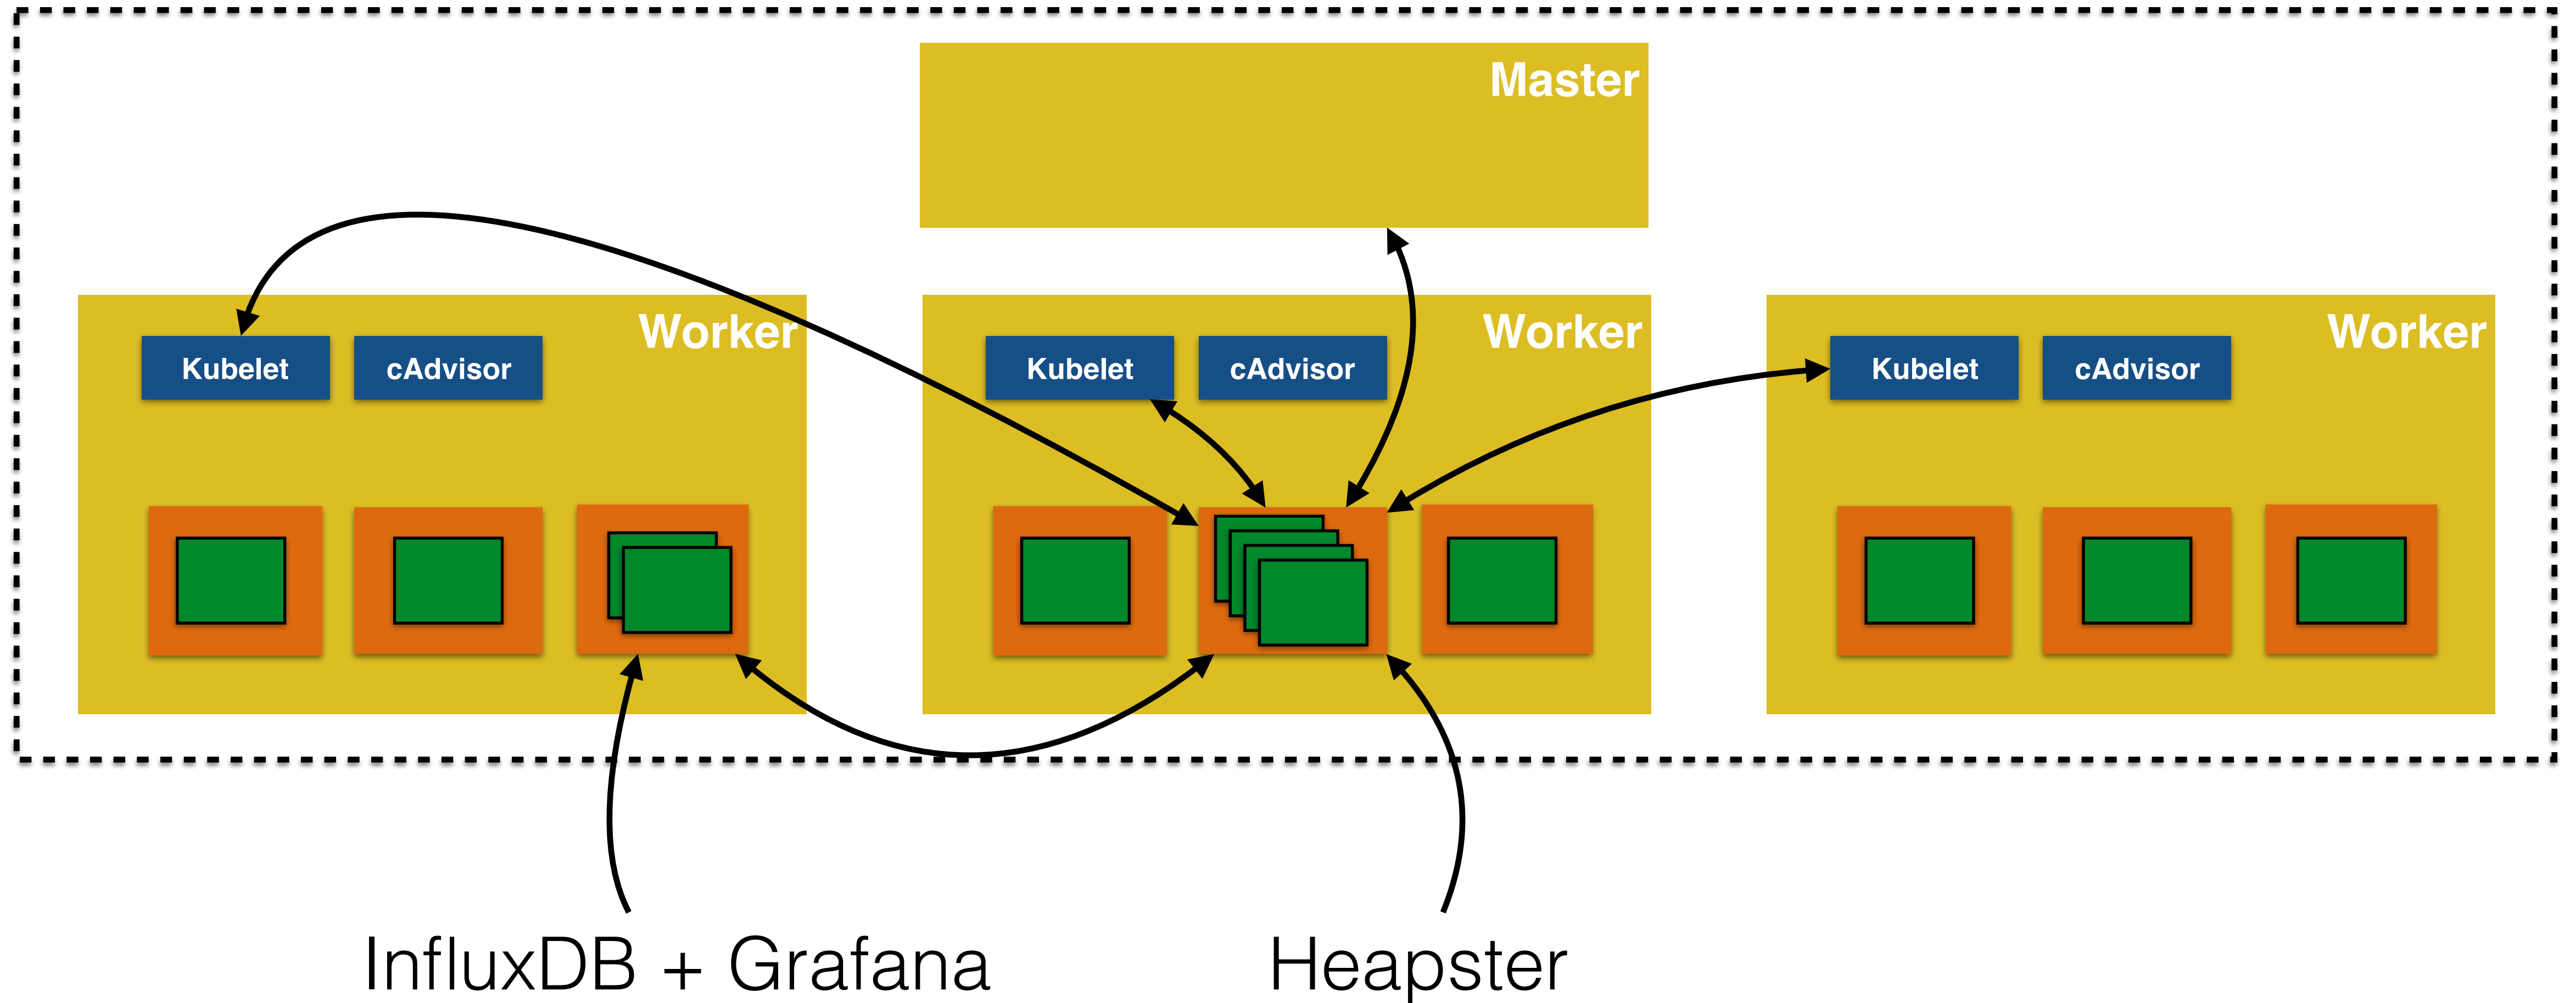 Master
Worker
Kubelet
cAdvisor
Worker
Kubelet
cAdvisor
Worker
Kubelet
cAdvisor
InfluxDB + Grafana
Heapster